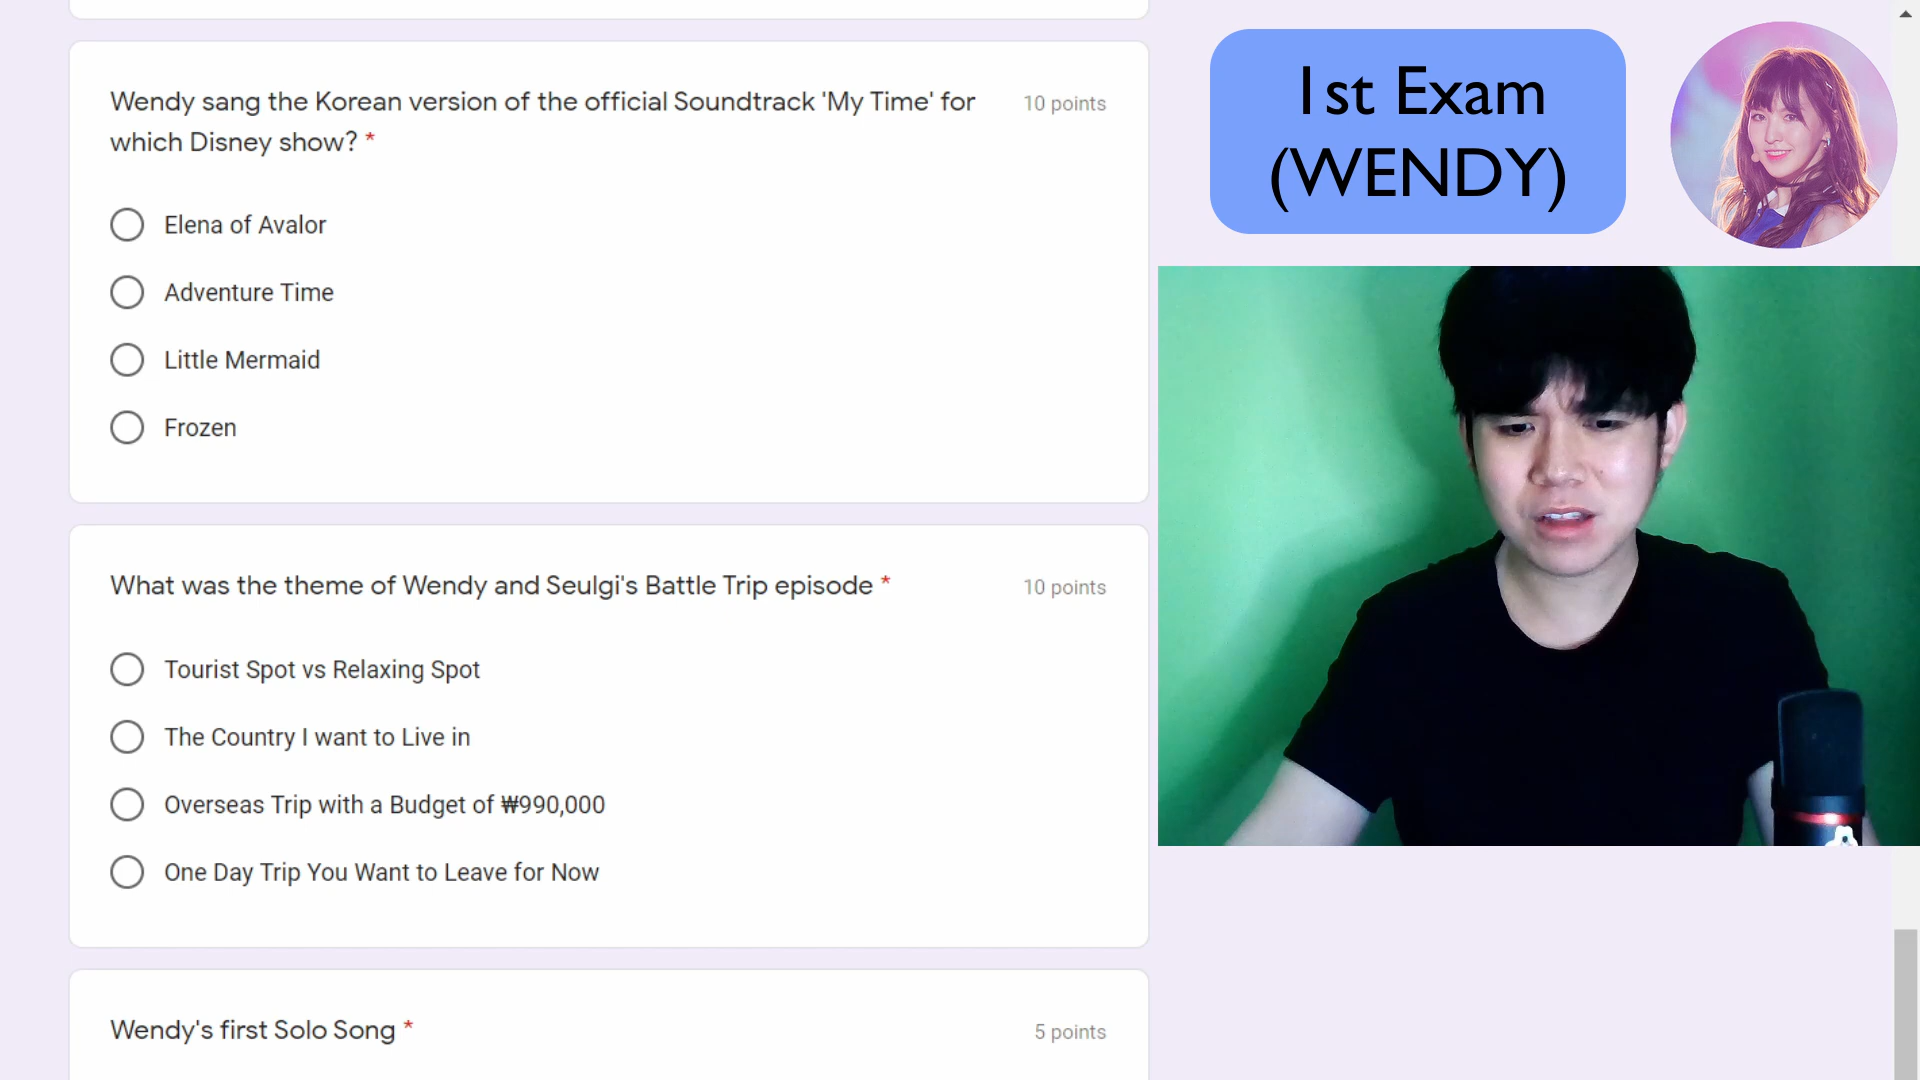 Wendy sang the Korean version of the official Soundtrack 'My Time' for
which Disney show? *
10 points
Elena of Avalor
Adventure Time
Little Mermaid
Frozen
What was the theme of Wendy and Seulgi's Battle Trip episode *
10 points
Tourist Spot vs Relaxing Spot
The Country I want to Live in
Overseas Trip with a Budget of ₩990,000
One Day Trip You Want to Leave for Now
Wendy's first Solo Song *
5 points
1st Exam
(WENDY)